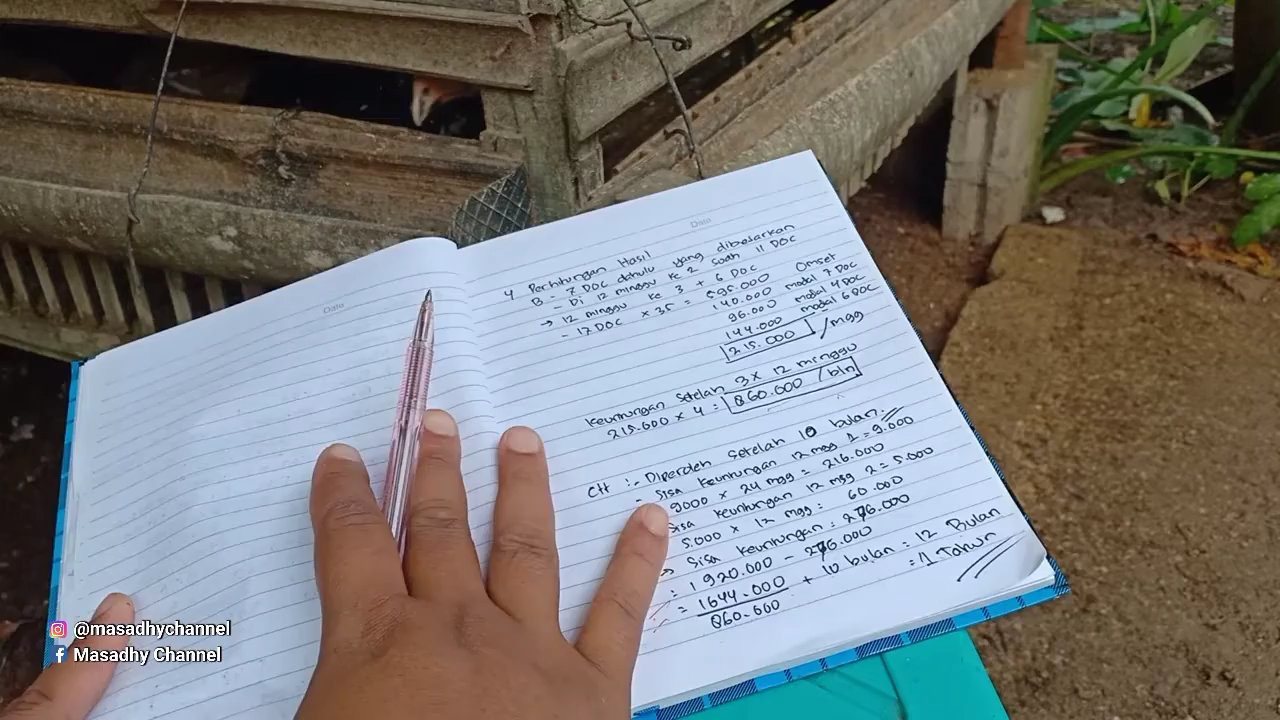 Date
Date
4 Perhitungan Hasil
B - 7 DOC dahulu yang dibesarkan
- Di 12 minggu ke 2 11 DOC
→ 12 minggu ke 3 + 6 DOC
- 17 DOC × 35 = 595.000 Omset
140.000 modal 7 DOC
96.000 modal 4 DOC
144.000 modal 6 DOC
215.000 / mgg
Keuntungan Setelah 3 × 12 minggu
215.000 × 4 = 860.000 / bln
:- Diperoleh setelah 10 bulan
- Sisa keuntungan 12 mgg 1 = 9.000
9000 × 24 mgg = 216.000
Sisa keuntungan 12 mgg 2 = 5.000
5.000 × 12 mgg = 60.000
→ Sisa keuntungan = 276.000
= 1 920.000 - 276.000
= 1644.000 + 10 bulan = 12 Bulan
860.000 = 1 Tahun
@masadhychannel
Masadhy Channel